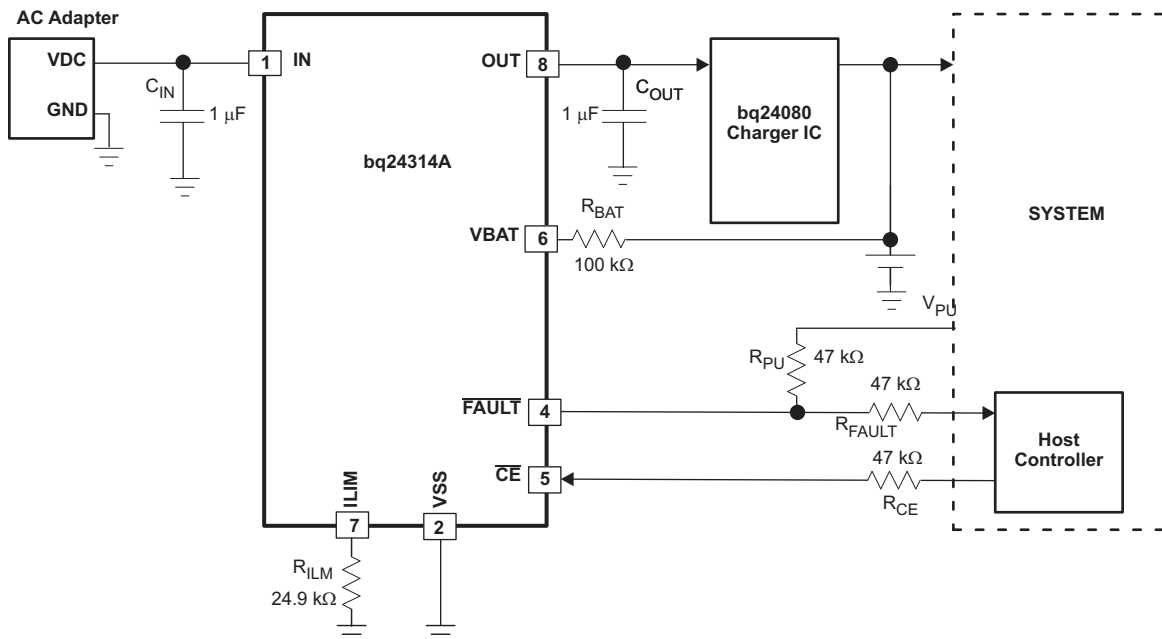 AC Adapter
VDC
GND
C_IN
1 μF
1
IN
bq24314A
OUT
8
C_OUT
1 μF
bq24080
Charger IC
SYSTEM
VBAT
6
R_BAT
100 kΩ
V_PU
R_PU
47 kΩ
FAULT
4
47 kΩ
R_FAULT
Host
Controller
CE
5
47 kΩ
R_CE
ILIM
7
VSS
2
R_ILM
24.9 kΩ